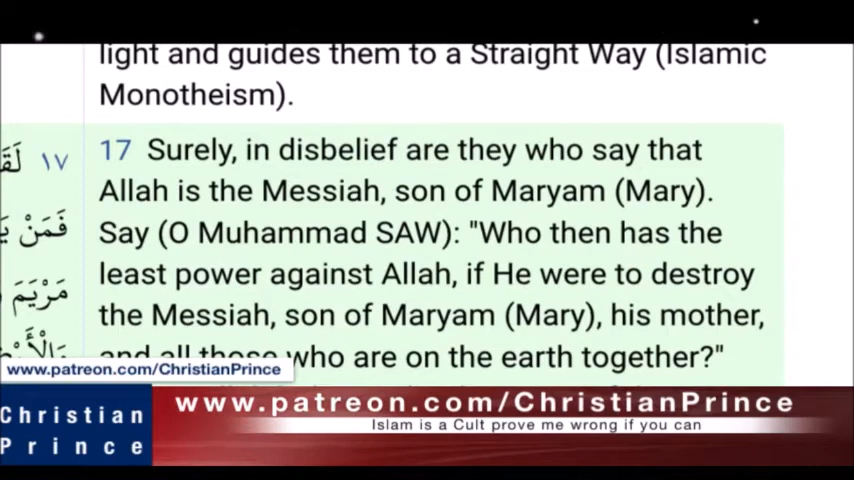 light and guides them to a Straight Way (Islamic
Monotheism).
لَقَ ١٧
17 Surely, in disbelief are they who say that
Allah is the Messiah, son of Maryam (Mary).
فَمَنْ
Say (O Muhammad SAW): "Who then has the
least power against Allah, if He were to destroy
مَرْيَمَ
the Messiah, son of Maryam (Mary), his mother,
and all those who are on the earth together?"
www.patreon.com/ChristianPrince
Christian
Prince
www.patreon.com/ChristianPrince
Islam is a Cult prove me wrong if you can